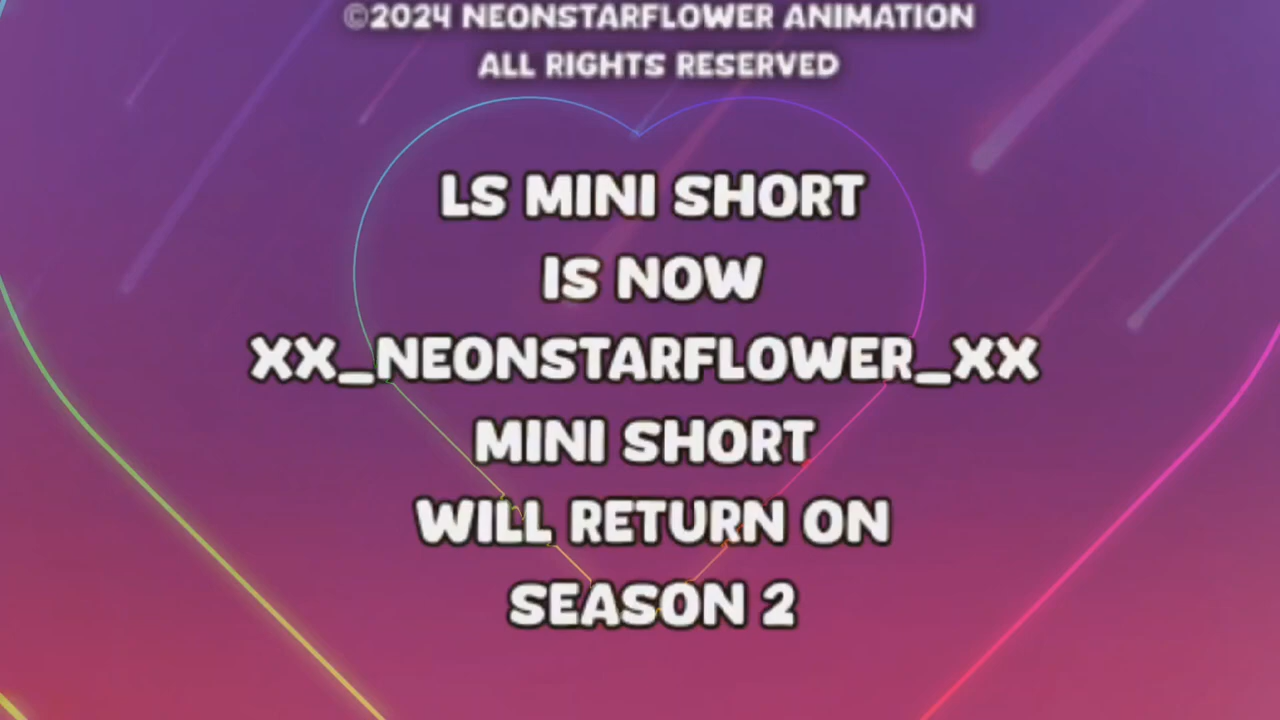 ©2024 NEONSTARFLOWER ANIMATION
ALL RIGHTS RESERVED
LS MINI SHORT
IS NOW
XX_NEONSTARFLOWER_XX
MINI SHORT
WILL RETURN ON
SEASON 2